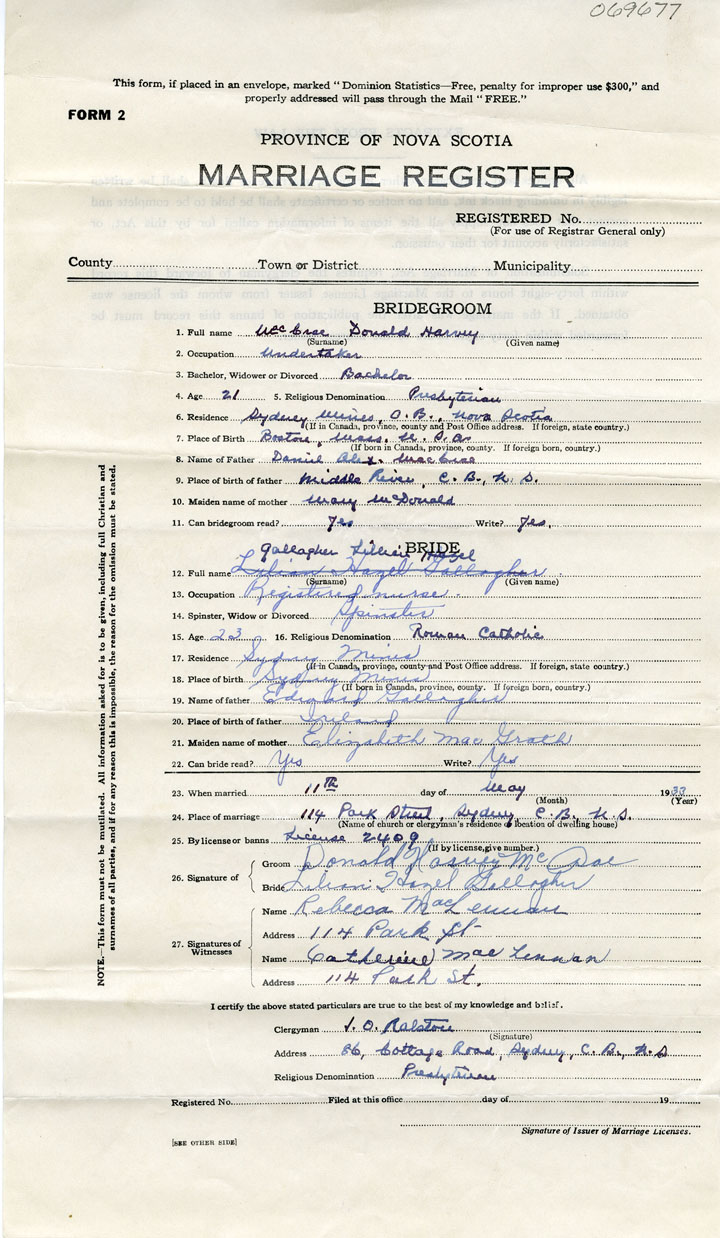 069677
This form, if placed in an envelope, marked "Dominion Statistics—Free, penalty for improper use $300," and
properly addressed will pass through the Mail "FREE."
FORM 2
PROVINCE OF NOVA SCOTIA
MARRIAGE REGISTER
REGISTERED No.
(For use of Registrar General only)
County Town or District Municipality
BRIDEGROOM
1. Full name MacCrae Donald Harvey
(Surname) (Given name)
2. Occupation Undertaker
3. Bachelor, Widower or Divorced Bachelor
4. Age 21 5. Religious Denomination Presbyterian
6. Residence Sydney Mines, C.B., Nova Scotia
(If in Canada, province, county and Post Office address. If foreign, state country.)
7. Place of Birth Boston, Mass. U.S.A.
(If born in Canada, province, county. If foreign born, country.)
8. Name of Father Daniel Alex. MacCrae
9. Place of birth of father Middle River, C.B., N.S.
10. Maiden name of mother Mary McDonald
11. Can bridegroom read? Yes Write? Yes.
BRIDE
Gallagher Lillian Hazel
12. Full name Lilian Hazel Gallagher
(Surname) (Given name)
13. Occupation Registered nurse.
14. Spinster, Widow or Divorced Spinster
15. Age 23 16. Religious Denomination Roman Catholic
17. Residence Sydney Mines
(If in Canada, province, county and Post Office address. If foreign, state country.)
18. Place of birth Sydney Mines
(If born in Canada, province, county. If foreign born, country.)
19. Name of father Edward Gallagher
20. Place of birth of father Ireland
21. Maiden name of mother Elizabeth MacGrath
22. Can bride read? Yes Write? Yes
23. When married 11th day of May 1933
(Month) (Year)
24. Place of marriage 114 Park Street, Sydney, C.B., N.S.
(Name of church or clergyman's residence or location of dwelling house)
25. By license or banns License 2409
(If by license, give number.)
26. Signature of Groom Donald Harvey McCrae
Bride Lilian Hazel Gallagher
27. Signatures of Witnesses
Name Rebecca MacLennan
Address 114 Park St
Name Catherine MacLennan
Address 114 Park St.
I certify the above stated particulars are true to the best of my knowledge and belief.
Clergyman J. O. Ralston
(Signature)
Address 86, Cottage Road, Sydney, C.B., N.S
Religious Denomination Presbyterian
Registered No. Filed at this office day of 19
Signature of Issuer of Marriage Licenses.
[SEE OTHER SIDE]
NOTE.—This form must not be mutilated. All information asked for is to be given, including full Christian and
surnames of all parties, and if for any reason this is impossible, the reason for the omission must be stated.